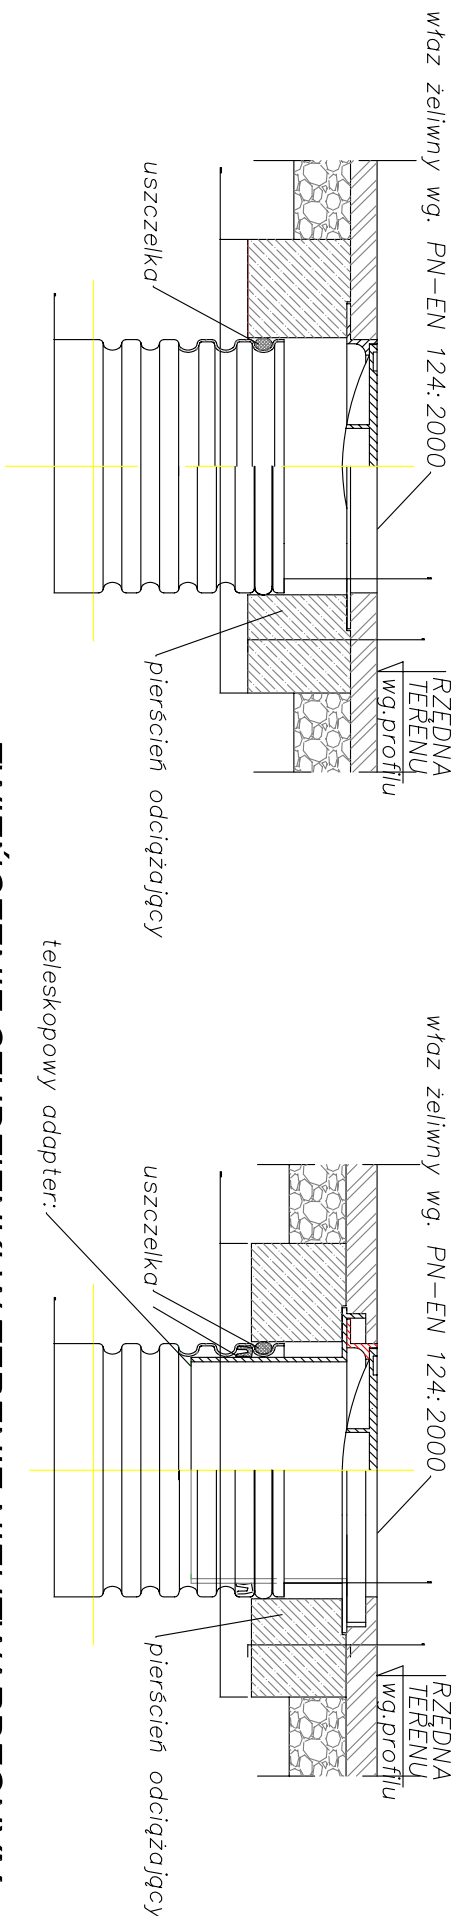 właz żeliwny wg. PN-EN 124:2000
RZĘDNA
TERENU
wg.profilu
uszczelka
pierścień odciążający
właz żeliwny wg. PN-EN 124:2000
RZĘDNA
TERENU
wg.profilu
uszczelka
pierścień odciążający
teleskopowy adapter: